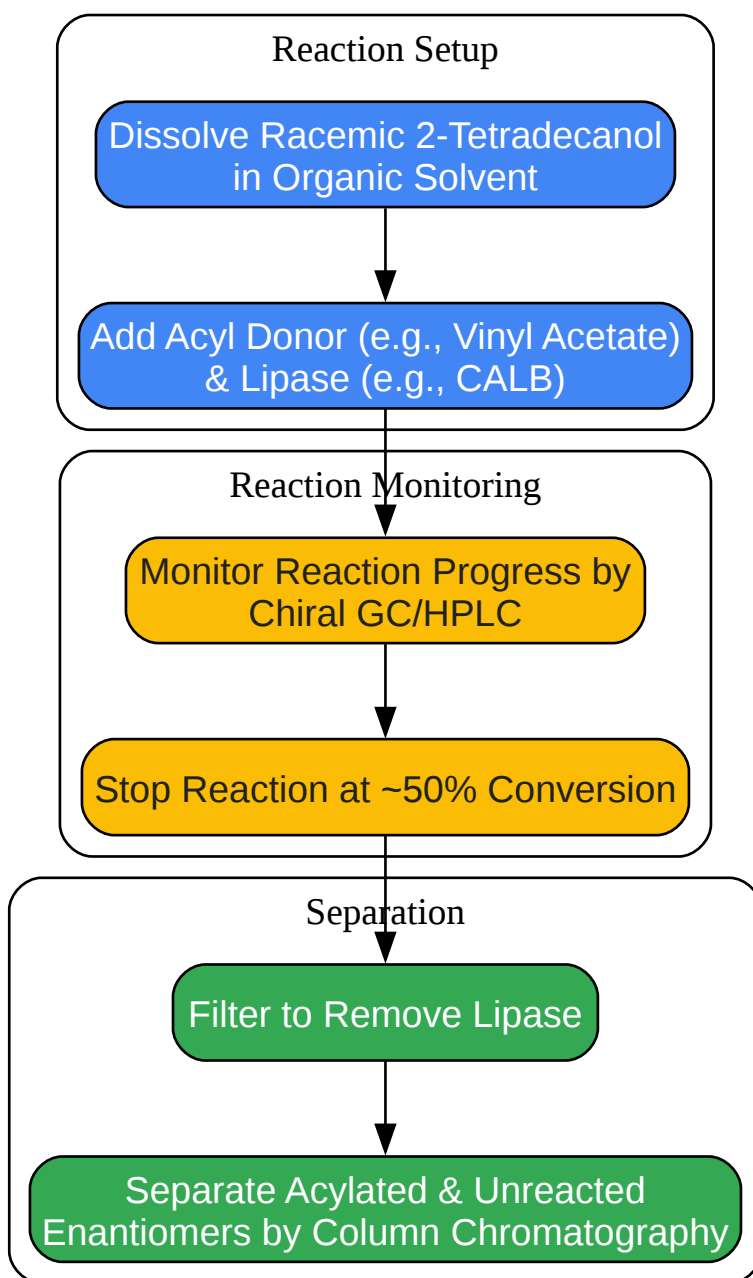 Reaction Setup
Dissolve Racemic 2-Tetradecanol
in Organic Solvent
Add Acyl Donor (e.g., Vinyl Acetate)
& Lipase (e.g., CALB)
Reaction Monitoring
Monitor Reaction Progress by
Chiral GC/HPLC
Stop Reaction at ~50% Conversion
Separation
Filter to Remove Lipase
Separate Acylated & Unreacted
Enantiomers by Column Chromatography